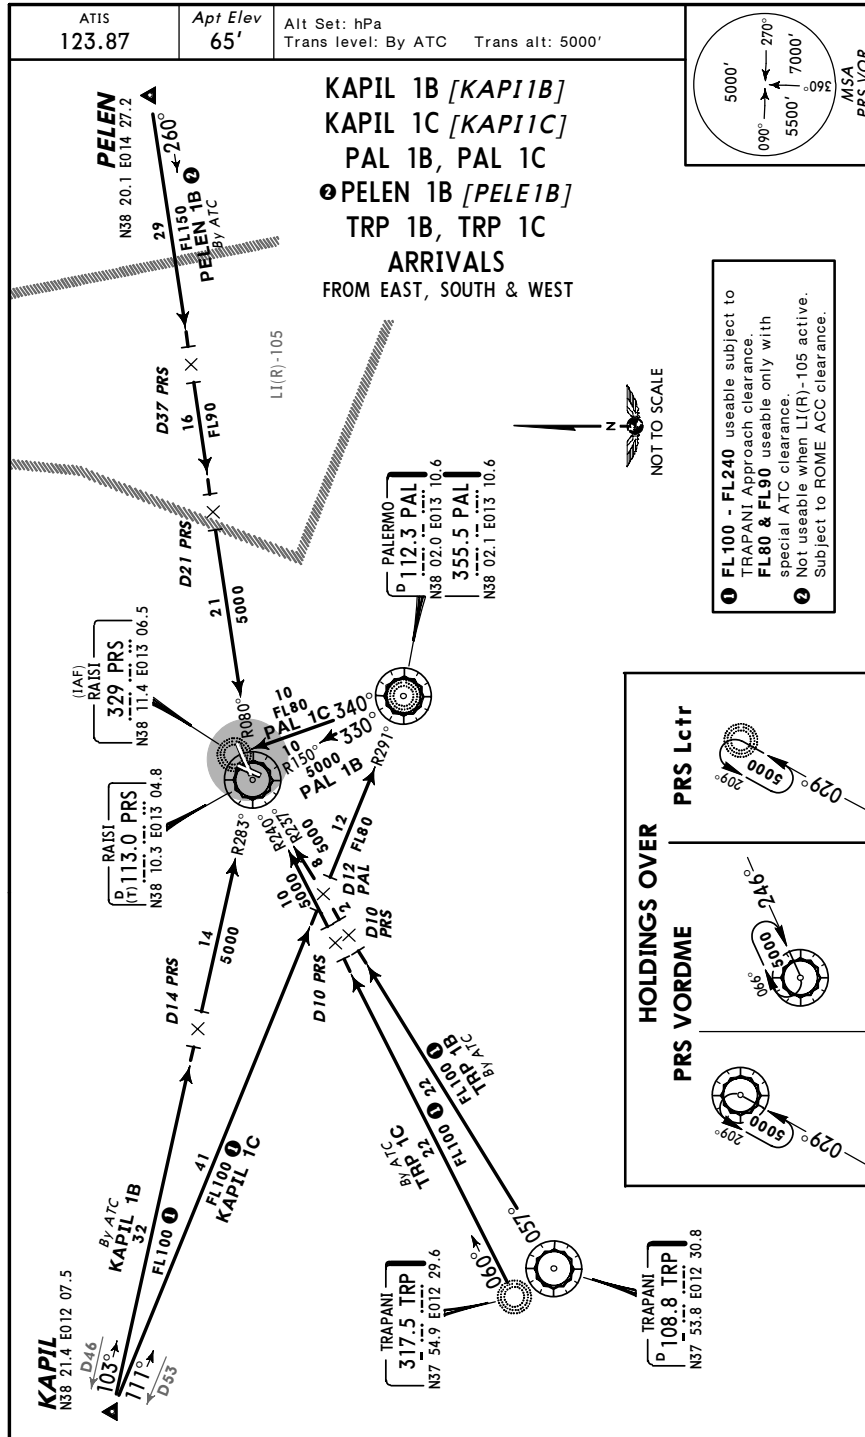 ATIS
123.87
Apt Elev
65'
Alt Set: hPa
Trans level: By ATC Trans alt: 5000'
270°
360°
090°
5000'
7000'
5500'
MSA
PRS VOR
KAPIL 1B [KAPI1B]
KAPIL 1C [KAPI1C]
PAL 1B, PAL 1C
❷PELEN 1B [PELE1B]
TRP 1B, TRP 1C
ARRIVALS
FROM EAST, SOUTH & WEST
PELEN
N38 20.1 E014 27.2
260°
29
FL150
PELEN 1B ❷
By ATC
LI(R)-105
D37 PRS
16
FL90
D21 PRS
21
5000
R080°
NOT TO SCALE
N
❶ FL100 - FL240 useable subject to
TRAPANI Approach clearance.
FL80 & FL90 useable only with
special ATC clearance.
❷ Not useable when LI(R)-105 active.
Subject to ROME ACC clearance.
PALERMO
D 112.3 PAL
N38 02.0 E013 10.6
355.5 PAL
N38 02.1 E013 10.6
(IAF)
RAISI
329 PRS
N38 11.4 E013 06.5
RAISI
D
(T) 113.0 PRS
N38 10.3 E013 04.8
10
FL80
PAL 1C
340°
R150°
10
5000
PAL 1B
330°
R291°
12
FL80
R283°
14
5000
D14 PRS
R240°
R237°
10
5000
8
5000
D12
PAL
2
D10
PRS
D10 PRS
41
FL100 ❶
KAPIL 1C
By ATC
KAPIL 1B
32
FL100 ❶
KAPIL
N38 21.4 E012 07.5
D46
103°
111°
D53
By ATC
TRP 1C
22
FL100 ❶ 22
FL100 ❶
TRP 1B
By ATC
060°
057°
TRAPANI
317.5 TRP
N37 54.9 E012 29.6
TRAPANI
D 108.8 TRP
N37 53.8 E012 30.8
HOLDINGS OVER
PRS VORDME
PRS Lctr
209°
5000
029°
066°
5000
246°
209°
5000
029°